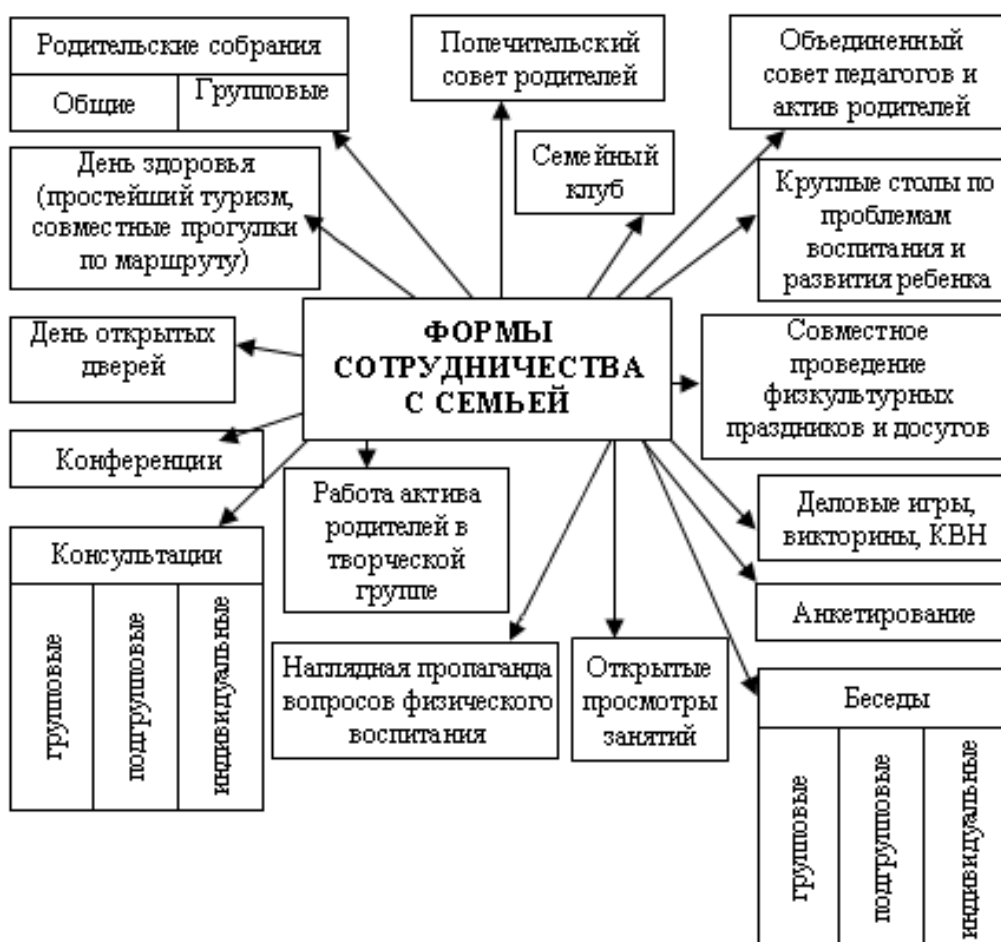 Родительские собрания
Общие
Групповые
Попечительский
совет родителей
Объединенный
совет педагогов и
актив родителей
День здоровья
(простейший туризм,
совместные прогулки
по маршруту)
Семейный
клуб
Круглые столы по
проблемам
воспитания и
развития ребенка
День открытых
дверей
ФОРМЫ
СОТРУДНИЧЕСТВА
С СЕМЬЕЙ
Совместное
проведение
физкультурных
праздников и досугов
Конференции
Работа актива
родителей в
творческой
группе
Деловые игры,
викторины, КВН
Консультации
групповые
подгрупповые
индивидуальные
Анкетирование
Наглядная пропаганда
вопросов физического
воспитания
Открытые
просмотры
занятий
Беседы
групповые
подгрупповые
индивидуальные